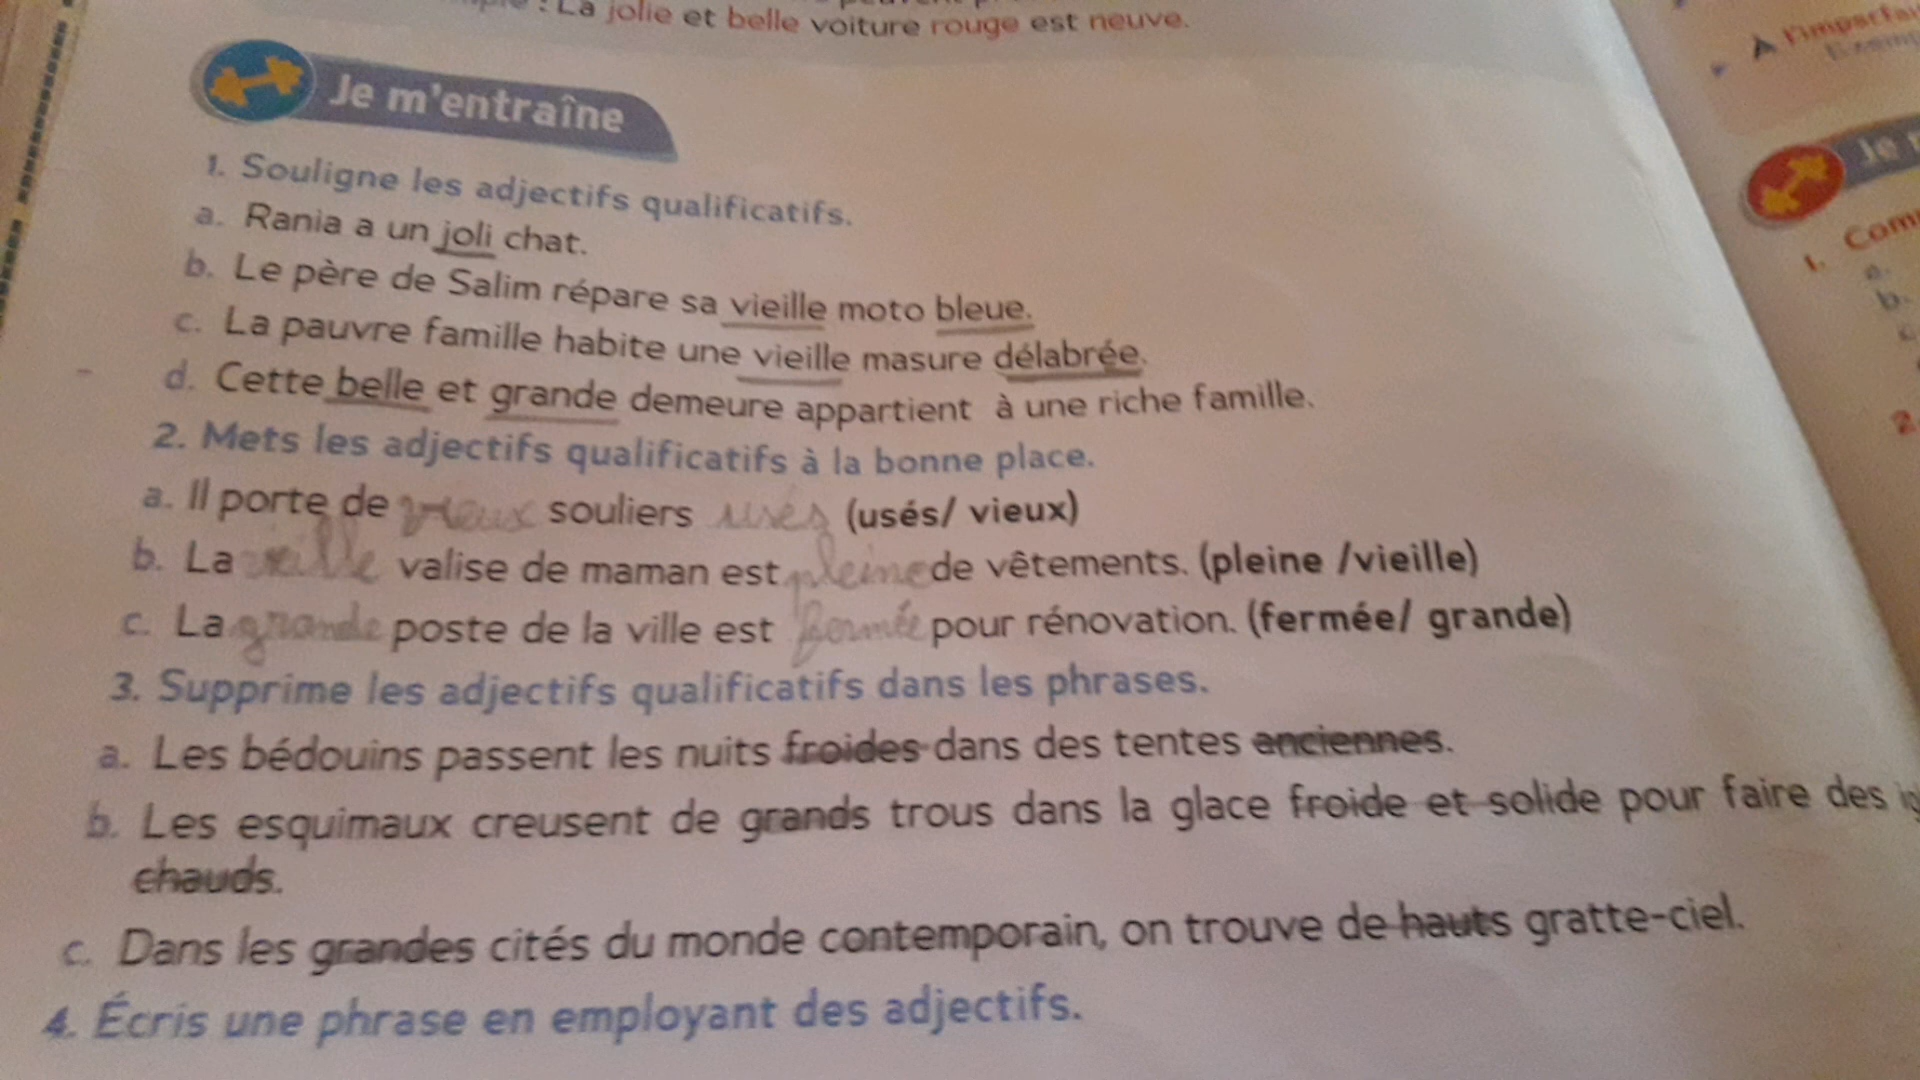 : La jolie et belle voiture rouge est neuve.
Je m'entraîne
1. Souligne les adjectifs qualificatifs.
a. Rania a un joli chat.
b. Le père de Salim répare sa vieille moto bleue.
c. La pauvre famille habite une vieille masure délabrée.
d. Cette belle et grande demeure appartient à une riche famille.
2. Mets les adjectifs qualificatifs à la bonne place.
a. Il porte de vieux souliers usés (usés/ vieux)
b. La valise de maman est pleine de vêtements. (pleine /vieille)
c. La grande poste de la ville est fermée pour rénovation. (fermée/ grande)
3. Supprime les adjectifs qualificatifs dans les phrases.
a. Les bédouins passent les nuits froides dans des tentes anciennes.
b. Les esquimaux creusent de grands trous dans la glace froide et solide pour faire des
chauds.
c. Dans les grandes cités du monde contemporain, on trouve de hauts gratte-ciel.
4. Écris une phrase en employant des adjectifs.
l'imparfai
Je
1. Com
a.
b.
c.
2.